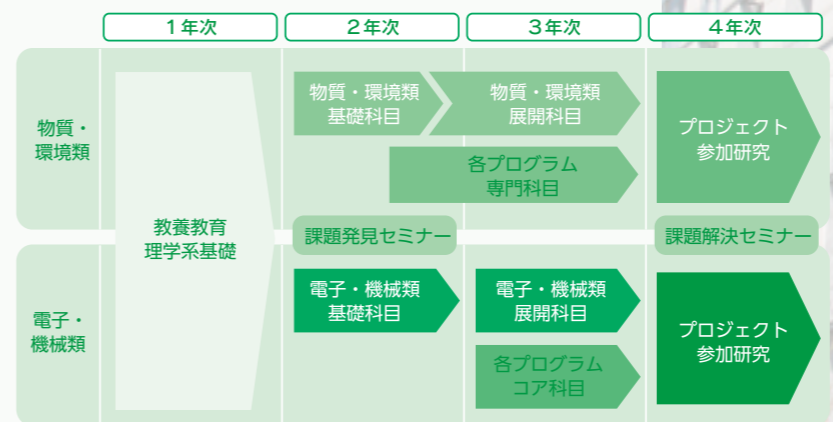 1年次
2年次
3年次
4年次
物質・
環境類
教養教育
理学系基礎
物質・環境類
基礎科目
物質・環境類
展開科目
各プログラム
専門科目
プロジェクト
参加研究
課題発見セミナー
課題解決セミナー
電子・
機械類
電子・機械類
基礎科目
電子・機械類
展開科目
各プログラム
コア科目
プロジェクト
参加研究